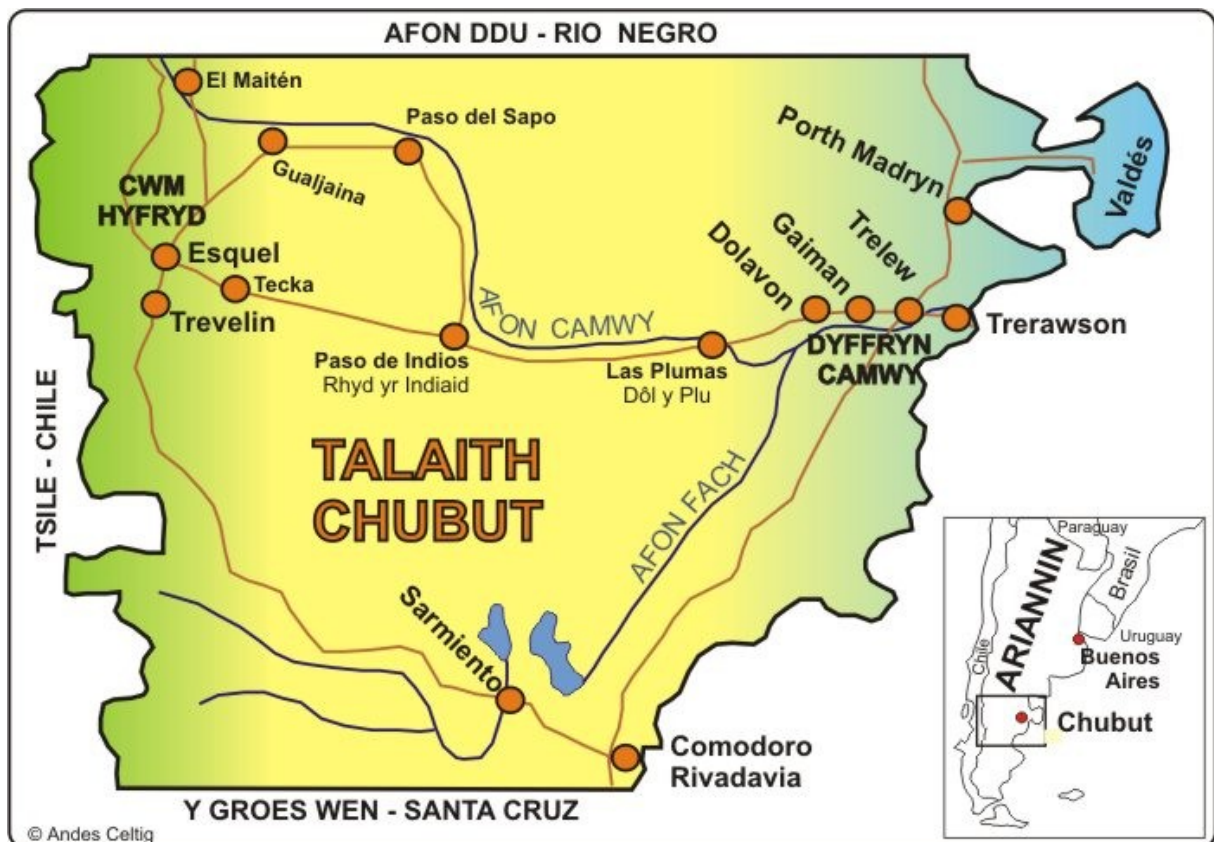 AFON DDU - RIO NEGRO
El Maitén
Paso del Sapo
Gualjaina
Porth Madryn
Valdés
CWM
HYFRYD
Esquel
Tecka
Trevelin
Dolavon
Gaiman
Trelew
Trerawson
AFON CAMWY
DYFFRYN
CAMWY
Paso de Indios
Rhyd yr Indiaid
Las Plumas
Dôl y Plu
TSILE - CHILE
TALAITH
CHUBUT
AFON FACH
Sarmiento
Comodoro
Rivadavia
Y GROES WEN - SANTA CRUZ
© Andes Celtig
Paraguay
ARIANNIN
Brasil
Chile
Uruguay
Buenos
Aires
Chubut